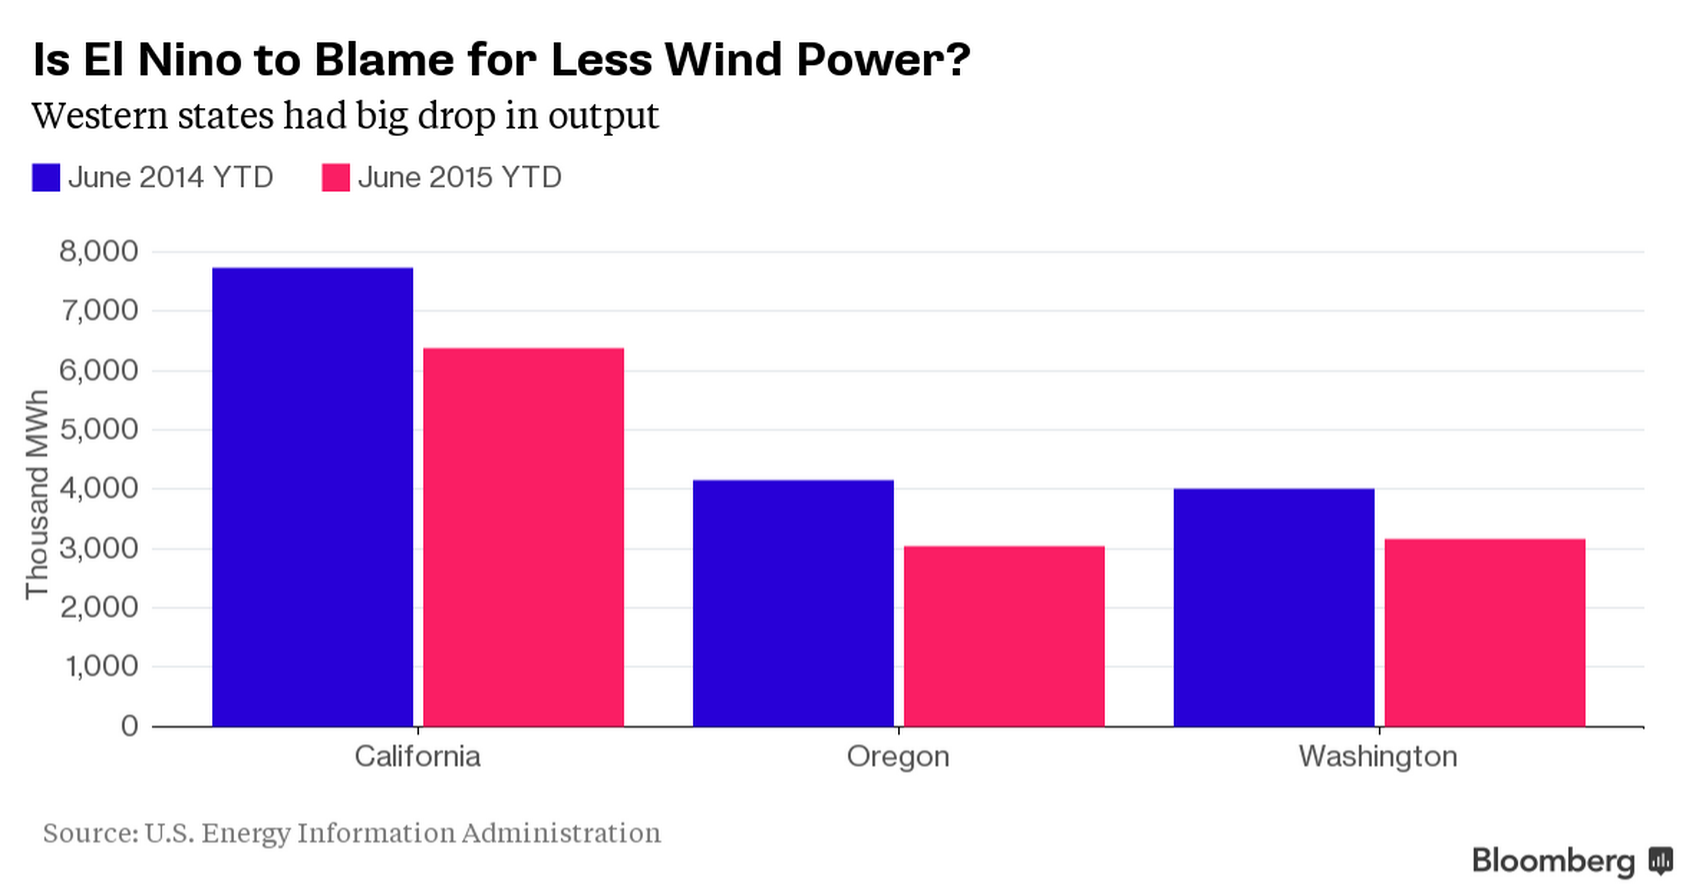 Is El Nino to Blame for Less Wind Power?
Western states had big drop in output
June 2014 YTD June 2015 YTD
Thousand MWh
8,000
7,000
6,000
5,000
4,000
3,000
2,000
1,000
0
California Oregon Washington
Source: U.S. Energy Information Administration
Bloomberg